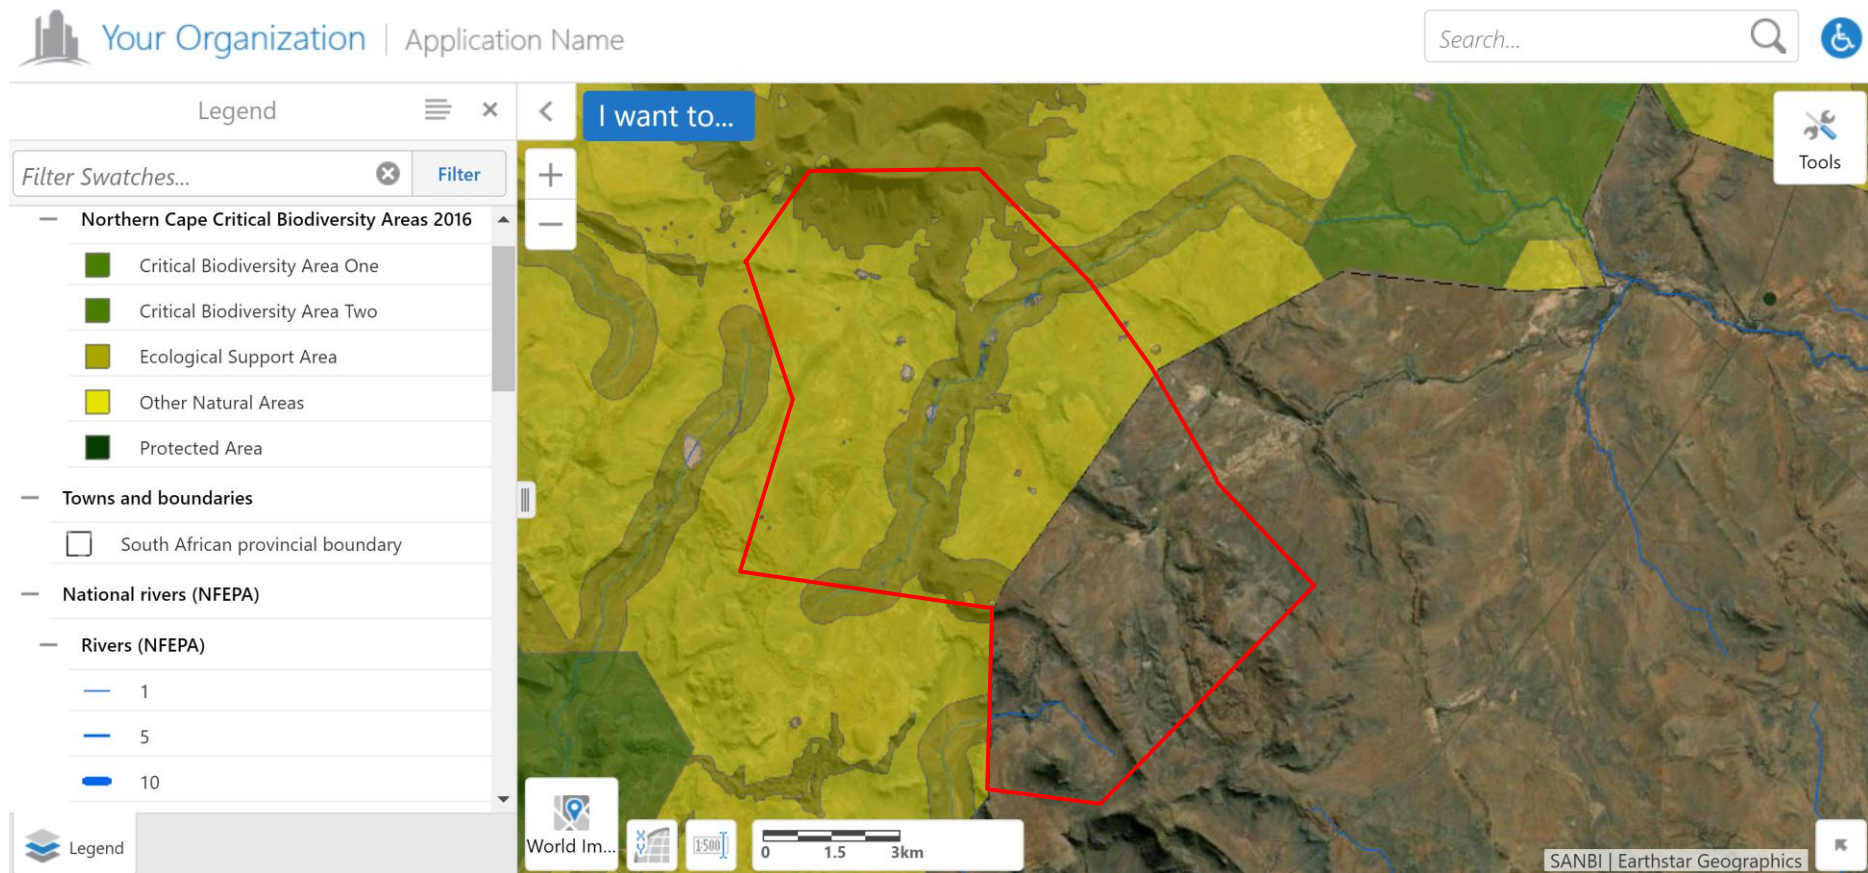 Your Organization | Application Name
Search...
Legend
I want to...
Tools
Filter Swatches...
Filter
Northern Cape Critical Biodiversity Areas 2016
Critical Biodiversity Area One
Critical Biodiversity Area Two
Ecological Support Area
Other Natural Areas
Protected Area
Towns and boundaries
South African provincial boundary
National rivers (NFEPA)
Rivers (NFEPA)
1
5
10
Legend
World Im...
X
Y
1:500
0 1.5 3km
SANBI | Earthstar Geographics